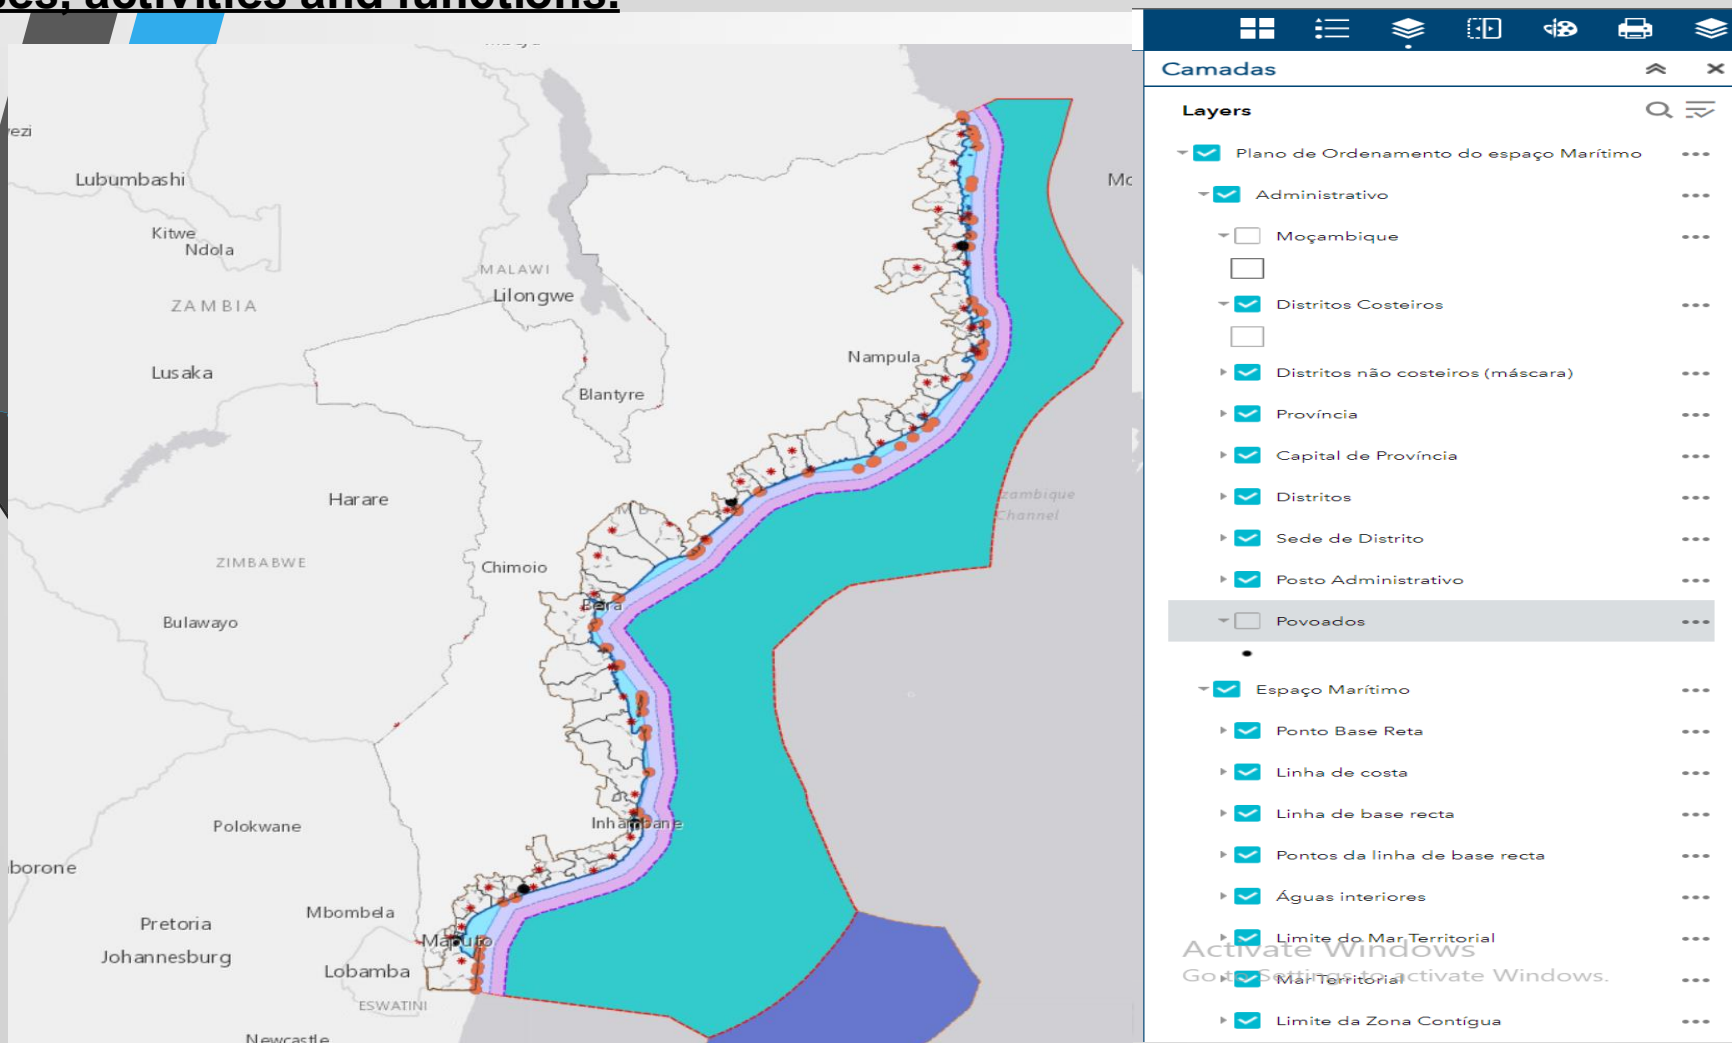 activities and functions.
Lubumbashi
Kitwe
Ndola
ZAMBIA
MALAWI
Lilongwe
Lusaka
Nampula
Blantyre
Harare
Channel
ZIMBABWE
Chimoio
Beira
Bulawayo
Inhambane
Polokwane
Mbombela
Pretoria
Maputo
Johannesburg
Lobamba
ESWATINI
Newcastle
Camadas
Layers
Plano de Ordenamento do espaço Marítimo
Administrativo
Moçambique
Distritos Costeiros
Distritos não costeiros (máscara)
Província
Capital de Província
Distritos
Sede de Distrito
Posto Administrativo
Povoados
Espaço Marítimo
Ponto Base Reta
Linha de costa
Linha de base recta
Pontos da linha de base recta
Águas interiores
Limite do Mar Territorial
Activate Windows
Mar Territorial
Go to Settings to activate Windows.
Limite da Zona Contígua